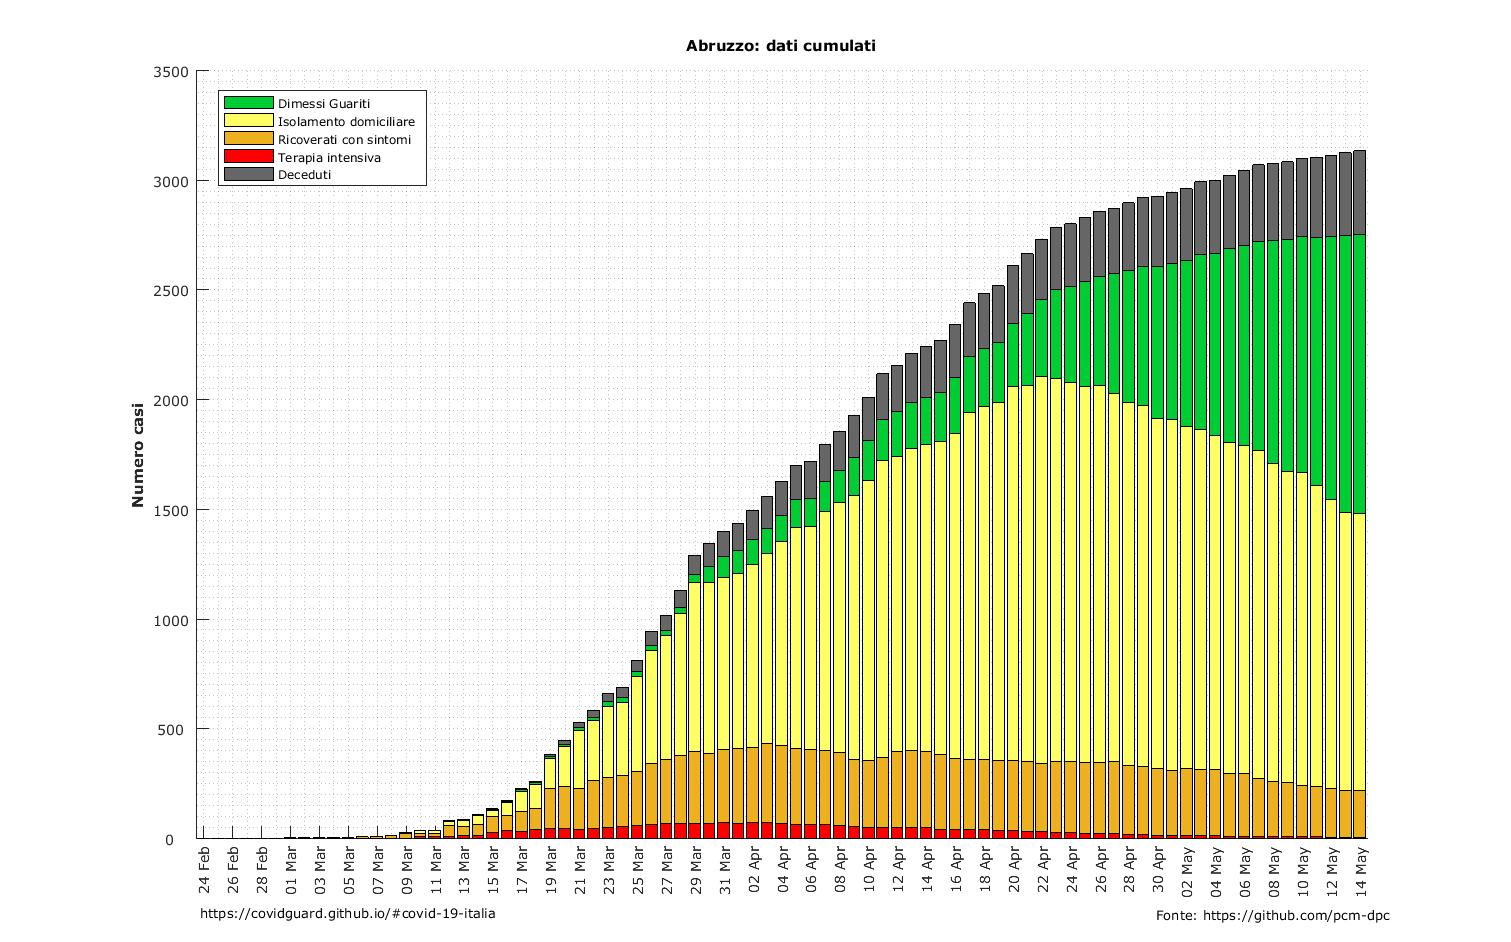 Abruzzo: dati cumulati
3500
3000
2500
2000
1500
1000
500
0
Numero casi
Dimessi Guariti
Isolamento domiciliare
Ricoverati con sintomi
Terapia intensiva
Deceduti
24 Feb
26 Feb
28 Feb
01 Mar
03 Mar
05 Mar
07 Mar
09 Mar
11 Mar
13 Mar
15 Mar
17 Mar
19 Mar
21 Mar
23 Mar
25 Mar
27 Mar
29 Mar
31 Mar
02 Apr
04 Apr
06 Apr
08 Apr
10 Apr
12 Apr
14 Apr
16 Apr
18 Apr
20 Apr
22 Apr
24 Apr
26 Apr
28 Apr
30 Apr
02 May
04 May
06 May
08 May
10 May
12 May
14 May
https://covidguard.github.io/#covid-19-italia
Fonte: https://github.com/pcm-dpc